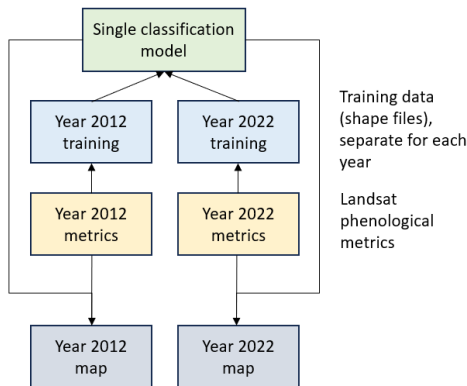 Single classification
model
Year 2012
training
Year 2022
training
Training data
(shape files),
separate for each
year
Year 2012
metrics
Year 2022
metrics
Landsat
phenological
metrics
Year 2012
map
Year 2022
map